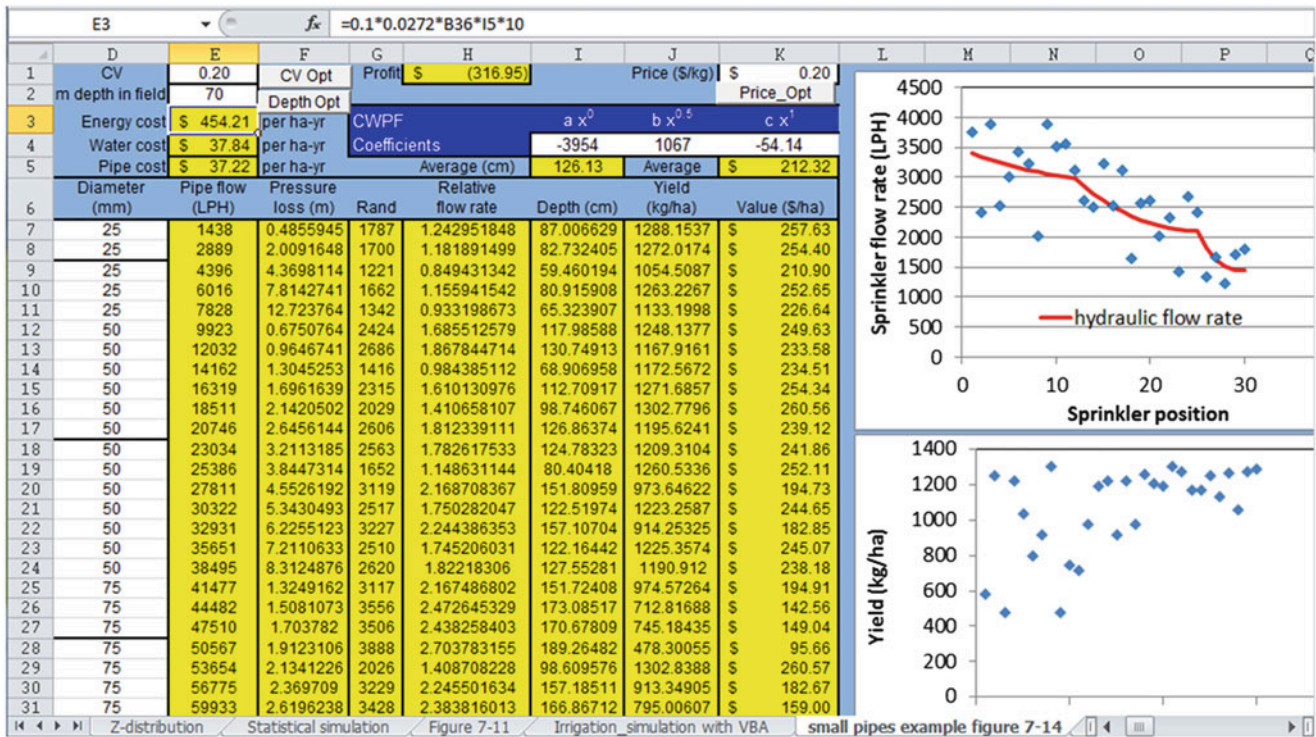 E3 fx =0.1*0.0272*B36*I5*10
D E F G H I J K L M N O P Q
1 CV 0.20 CV Opt Profit $ (316.95) Price ($/kg) $ 0.20
2 m depth in field 70 Depth Opt Price_Opt
3 Energy cost $ 454.21 per ha-yr CWPF a x^0 b x^0.5 c x^1
4 Water cost $ 37.84 per ha-yr Coefficients -3954 1067 -54.14
5 Pipe cost $ 37.22 per ha-yr Average (cm) 126.13 Average $ 212.32
Diameter Pipe flow Pressure Relative Yield
6 (mm) (LPH) loss (m) Rand flow rate Depth (cm) (kg/ha) Value ($/ha)
7 25 1438 0.4855945 1787 1.242951848 87.006629 1288.1537 $ 257.63
8 25 2889 2.0091648 1700 1.181891499 82.732405 1272.0174 $ 254.40
9 25 4396 4.3698114 1221 0.849431342 59.460194 1054.5087 $ 210.90
10 25 6016 7.8142741 1662 1.155941542 80.915908 1263.2267 $ 252.65
11 25 7828 12.723764 1342 0.933198673 65.323907 1133.1998 $ 226.64
12 50 9923 0.6750764 2424 1.685512579 117.98588 1248.1377 $ 249.63
13 50 12032 0.9646741 2686 1.867844714 130.74913 1167.9161 $ 233.58
14 50 14162 1.3045253 1416 0.984385112 68.906958 1172.5672 $ 234.51
15 50 16319 1.6961639 2315 1.610130976 112.70917 1271.6857 $ 254.34
16 50 18511 2.1420502 2029 1.410658107 98.746067 1302.7796 $ 260.56
17 50 20746 2.6456144 2606 1.812339111 126.86374 1195.6241 $ 239.12
18 50 23034 3.2113185 2563 1.782617533 124.78323 1209.3104 $ 241.86
19 50 25386 3.8447314 1652 1.148631144 80.40418 1260.5336 $ 252.11
20 50 27811 4.5526192 3119 2.168708367 151.80959 973.64622 $ 194.73
21 50 30322 5.3430493 2517 1.750282047 122.51974 1223.2587 $ 244.65
22 50 32931 6.2255123 3227 2.244386353 157.10704 914.25325 $ 182.85
23 50 35651 7.2110633 2510 1.745206031 122.16442 1225.3574 $ 245.07
24 50 38495 8.3124876 2620 1.82218306 127.55281 1190.912 $ 238.18
25 75 41477 1.3249162 3117 2.167486802 151.72408 974.57264 $ 194.91
26 75 44482 1.5081073 3556 2.472645329 173.08517 712.81688 $ 142.56
27 75 47510 1.703782 3506 2.438258403 170.67809 745.18435 $ 149.04
28 75 50567 1.9123106 3888 2.703783155 189.26482 478.30055 $ 95.66
29 75 53654 2.1341226 2026 1.408708228 98.609576 1302.8388 $ 260.57
30 75 56775 2.369709 3229 2.245501634 157.18511 913.34905 $ 182.67
31 75 59933 2.6196238 3428 2.383816013 166.86712 795.00607 $ 159.00
Sprinkler flow rate (LPH)
4500
4000
3500
3000
2500
2000
1500
1000
500
0
hydraulic flow rate
0 10 20 30
Sprinkler position
Yield (kg/ha)
1400
1200
1000
800
600
400
200
0
Z-distribution Statistical simulation Figure 7-11 Irrigation_simulation with VBA small pipes example figure 7-14